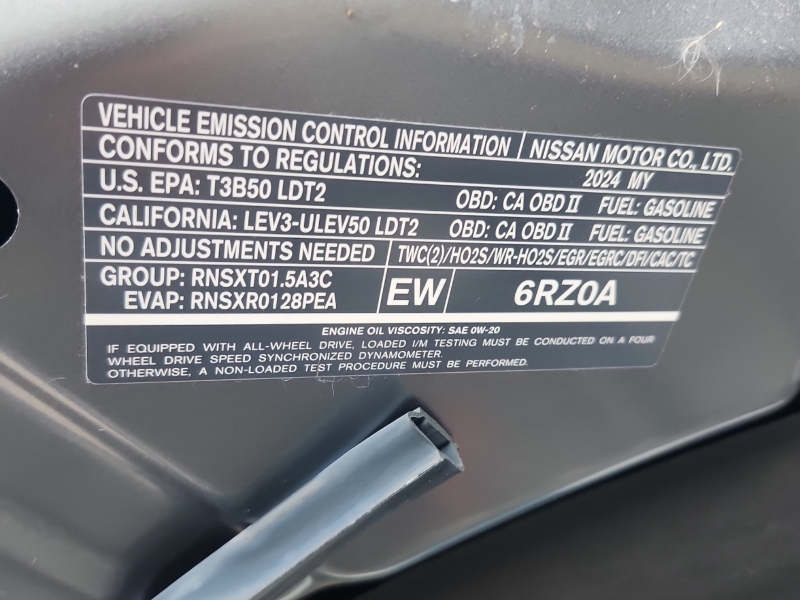 VEHICLE EMISSION CONTROL INFORMATION NISSAN MOTOR CO., LTD.
CONFORMS TO REGULATIONS: 2024 MY
U.S. EPA: T3B50 LDT2 OBD: CA OBD II FUEL: GASOLINE
CALIFORNIA: LEV3-ULEV50 LDT2 OBD: CA OBD II FUEL: GASOLINE
NO ADJUSTMENTS NEEDED TWC(2)/HO2S/WR-HO2S/EGR/EGRC/DFI/CAC/TC
GROUP: RNSXT01.5A3C
EVAP: RNSXR0128PEA
EW 6RZ0A
ENGINE OIL VISCOSITY: SAE 0W-20
IF EQUIPPED WITH ALL-WHEEL DRIVE, LOADED I/M TESTING MUST BE CONDUCTED ON A FOUR
WHEEL DRIVE SPEED SYNCHRONIZED DYNAMOMETER.
OTHERWISE, A NON-LOADED TEST PROCEDURE MUST BE PERFORMED.